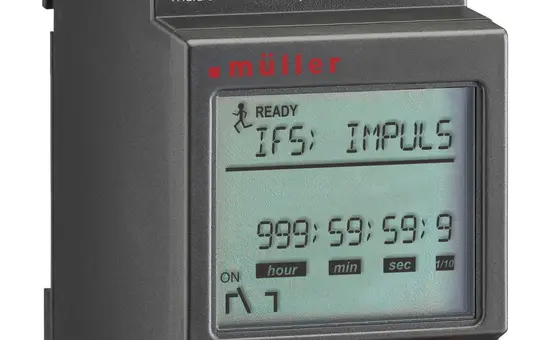 müller
READY
IFS: IMPULS
999:59:59:9
hour min sec 1/10
ON